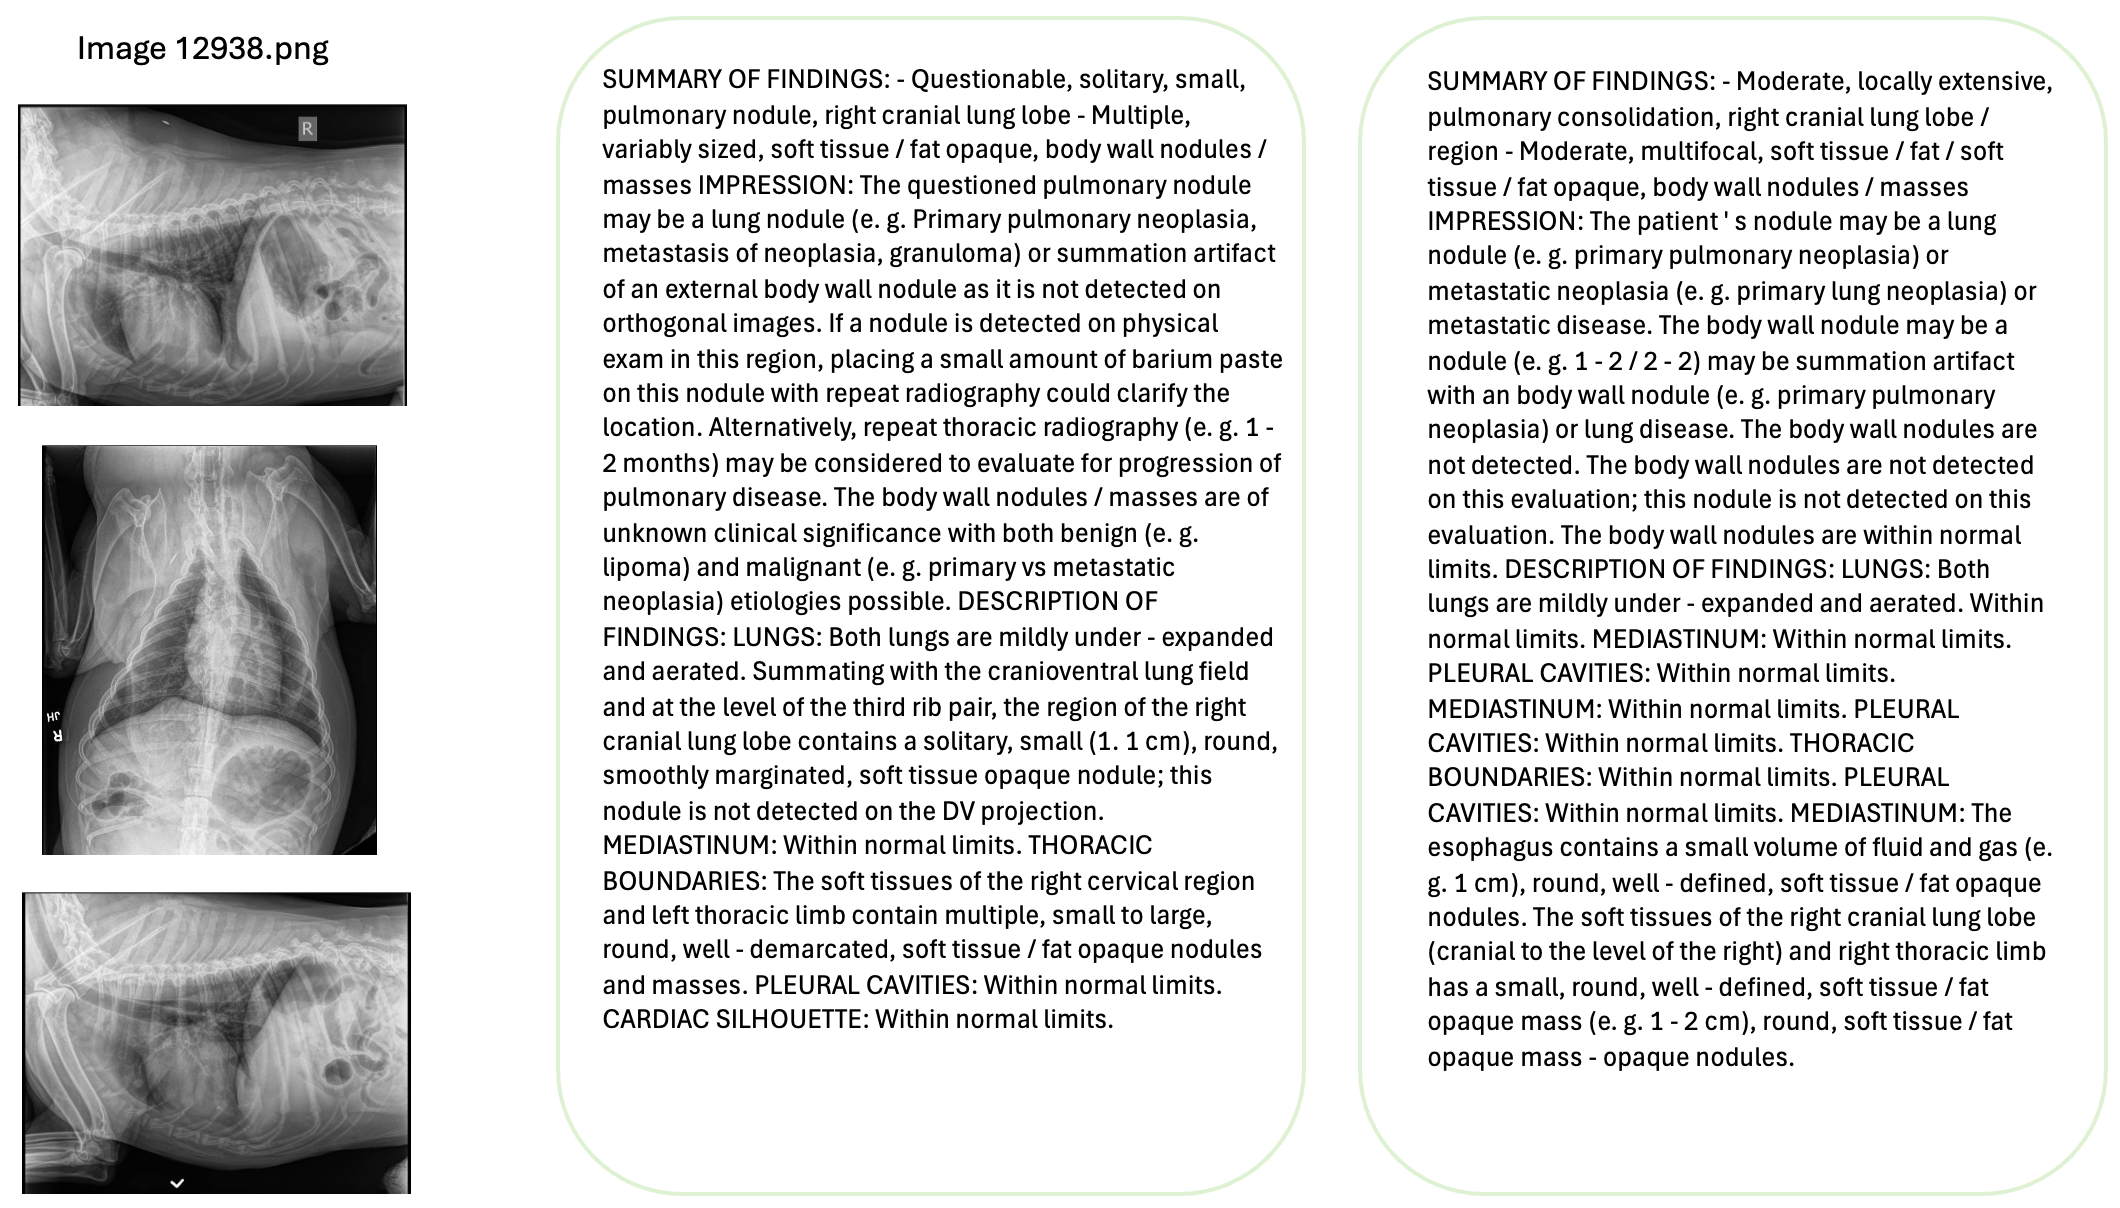 Image 12938.png
R
JH
R
SUMMARY OF FINDINGS: - Questionable, solitary, small,
pulmonary nodule, right cranial lung lobe - Multiple,
variably sized, soft tissue / fat opaque, body wall nodules /
masses IMPRESSION: The questioned pulmonary nodule
may be a lung nodule (e. g. Primary pulmonary neoplasia,
metastasis of neoplasia, granuloma) or summation artifact
of an external body wall nodule as it is not detected on
orthogonal images. If a nodule is detected on physical
exam in this region, placing a small amount of barium paste
on this nodule with repeat radiography could clarify the
location. Alternatively, repeat thoracic radiography (e. g. 1 -
2 months) may be considered to evaluate for progression of
pulmonary disease. The body wall nodules / masses are of
unknown clinical significance with both benign (e. g.
lipoma) and malignant (e. g. primary vs metastatic
neoplasia) etiologies possible. DESCRIPTION OF
FINDINGS: LUNGS: Both lungs are mildly under - expanded
and aerated. Summating with the cranioventral lung field
and at the level of the third rib pair, the region of the right
cranial lung lobe contains a solitary, small (1. 1 cm), round,
smoothly marginated, soft tissue opaque nodule; this
nodule is not detected on the DV projection.
MEDIASTINUM: Within normal limits. THORACIC
BOUNDARIES: The soft tissues of the right cervical region
and left thoracic limb contain multiple, small to large,
round, well - demarcated, soft tissue / fat opaque nodules
and masses. PLEURAL CAVITIES: Within normal limits.
CARDIAC SILHOUETTE: Within normal limits.
SUMMARY OF FINDINGS: - Moderate, locally extensive,
pulmonary consolidation, right cranial lung lobe /
region - Moderate, multifocal, soft tissue / fat / soft
tissue / fat opaque, body wall nodules / masses
IMPRESSION: The patient ' s nodule may be a lung
nodule (e. g. primary pulmonary neoplasia) or
metastatic neoplasia (e. g. primary lung neoplasia) or
metastatic disease. The body wall nodule may be a
nodule (e. g. 1 - 2 / 2 - 2) may be summation artifact
with an body wall nodule (e. g. primary pulmonary
neoplasia) or lung disease. The body wall nodules are
not detected. The body wall nodules are not detected
on this evaluation; this nodule is not detected on this
evaluation. The body wall nodules are within normal
limits. DESCRIPTION OF FINDINGS: LUNGS: Both
lungs are mildly under - expanded and aerated. Within
normal limits. MEDIASTINUM: Within normal limits.
PLEURAL CAVITIES: Within normal limits.
MEDIASTINUM: Within normal limits. PLEURAL
CAVITIES: Within normal limits. THORACIC
BOUNDARIES: Within normal limits. PLEURAL
CAVITIES: Within normal limits. MEDIASTINUM: The
esophagus contains a small volume of fluid and gas (e.
g. 1 cm), round, well - defined, soft tissue / fat opaque
nodules. The soft tissues of the right cranial lung lobe
(cranial to the level of the right) and right thoracic limb
has a small, round, well - defined, soft tissue / fat
opaque mass (e. g. 1 - 2 cm), round, soft tissue / fat
opaque mass - opaque nodules.